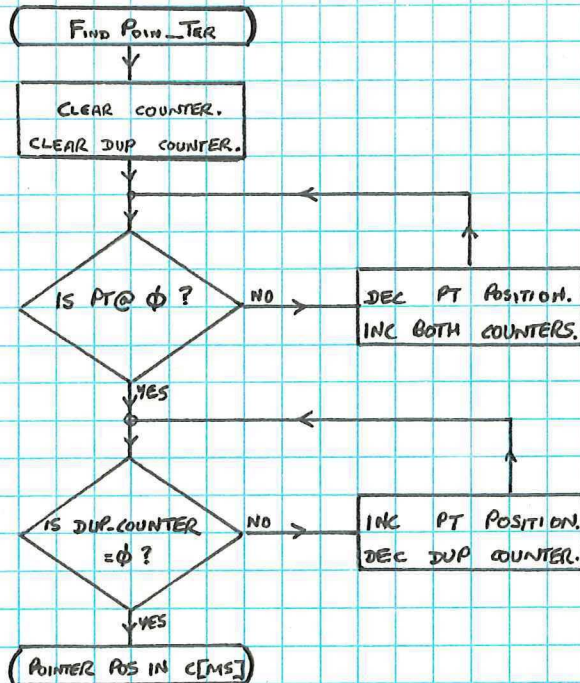 FIND POIN_TER
CLEAR COUNTER.
CLEAR DUP COUNTER.
IS PT@ ϕ ?
NO
DEC PT POSITION.
INC BOTH COUNTERS.
YES
IS DUP-COUNTER
=ϕ ?
NO
INC PT POSITION.
DEC DUP COUNTER.
YES
POINTER POS IN C[MS]